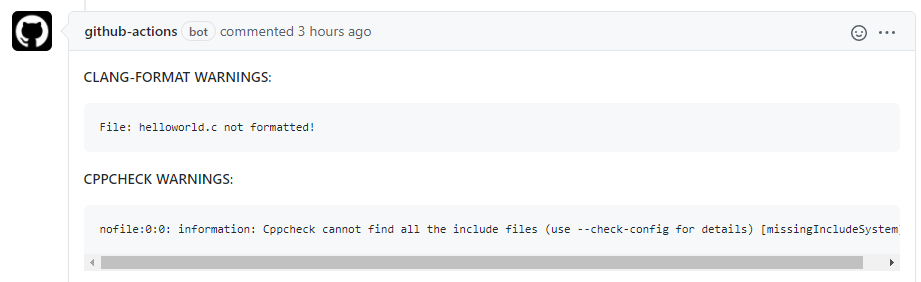 github-actions bot commented 3 hours ago
CLANG-FORMAT WARNINGS:
File: helloworld.c not formatted!
CPPCHECK WARNINGS:
nofile:0:0: information: Cppcheck cannot find all the include files (use --check-config for details) [missingIncludeSystem]